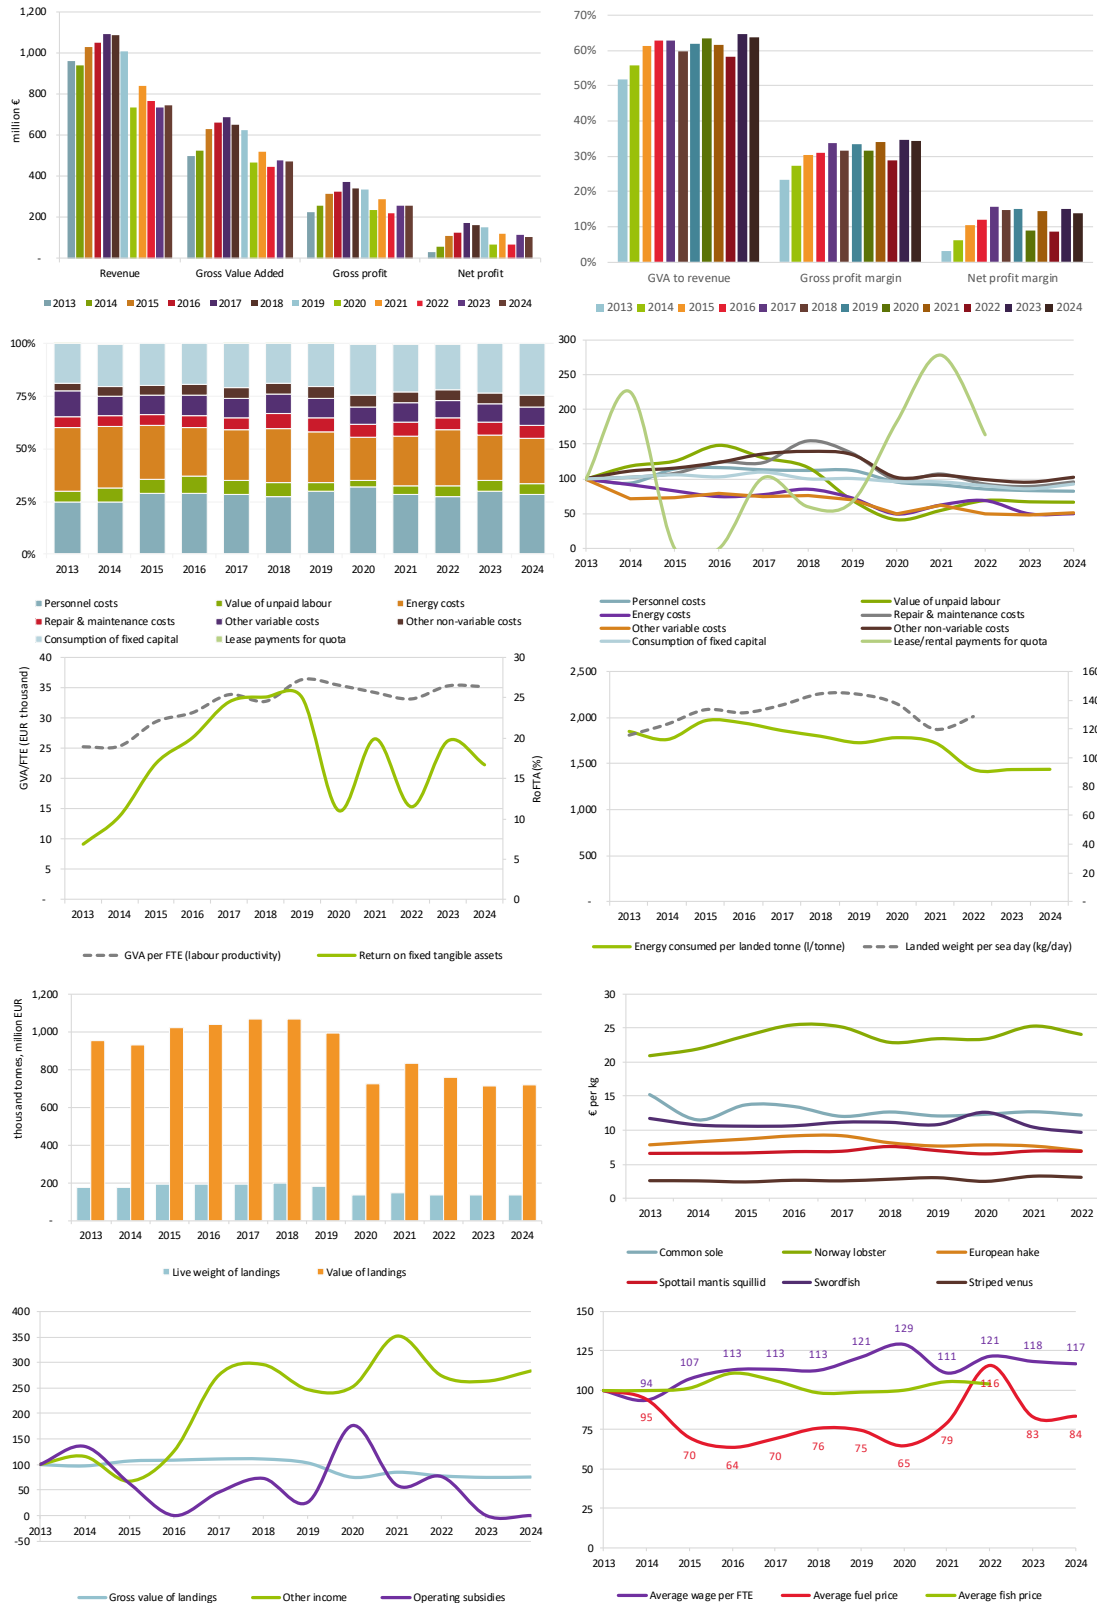 million €
1,200
1,000
800
600
400
200
-
Revenue
Gross Value Added
Gross profit
Net profit
2013 2014 2015 2016 2017 2018 2019 2020 2021 2022 2023 2024
70%
60%
50%
40%
30%
20%
10%
0%
GVA to revenue
Gross profit margin
Net profit margin
2013 2014 2015 2016 2017 2018 2019 2020 2021 2022 2023 2024
100%
75%
50%
25%
0%
2013 2014 2015 2016 2017 2018 2019 2020 2021 2022 2023 2024
Personnel costs
Value of unpaid labour
Energy costs
Repair & maintenance costs
Other variable costs
Other non-variable costs
Consumption of fixed capital
Lease payments for quota
300
250
200
150
100
50
0
2013 2014 2015 2016 2017 2018 2019 2020 2021 2022 2023 2024
Personnel costs
Value of unpaid labour
Energy costs
Repair & maintenance costs
Other variable costs
Other non-variable costs
Consumption of fixed capital
Lease/rental payments for quota
GVA/FTE (EUR thousand)
40
35
30
25
20
15
10
5
-
30
25
20
15
10
5
0
RoFTA (%)
2013 2014 2015 2016 2017 2018 2019 2020 2021 2022 2023 2024
GVA per FTE (labour productivity)
Return on fixed tangible assets
2,500
2,000
1,500
1,000
500
-
160
140
120
100
80
60
40
20
-
2013 2014 2015 2016 2017 2018 2019 2020 2021 2022 2023 2024
Energy consumed per landed tonne (l/tonne)
Landed weight per sea day (kg/day)
thousand tonnes, million EUR
1,200
1,000
800
600
400
200
-
2013 2014 2015 2016 2017 2018 2019 2020 2021 2022 2023 2024
Live weight of landings
Value of landings
€ per kg
30
25
20
15
10
5
0
2013 2014 2015 2016 2017 2018 2019 2020 2021 2022
Common sole
Norway lobster
European hake
Spottail mantis squillid
Swordfish
Striped venus
400
350
300
250
200
150
100
50
0
-50
2013 2014 2015 2016 2017 2018 2019 2020 2021 2022 2023 2024
Gross value of landings
Other income
Operating subsidies
150
125
100
75
50
25
0
94 107 113 113 113 121 129 111 121 118 117
95 70 64 70 76 75 65 79 116 83 84
2013 2014 2015 2016 2017 2018 2019 2020 2021 2022 2023 2024
Average wage per FTE
Average fuel price
Average fish price